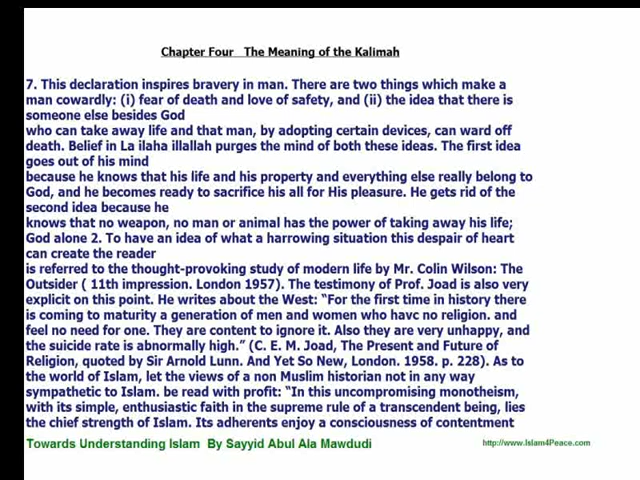 Chapter Four   The Meaning of the Kalimah
7. This declaration inspires bravery in man. There are two things which make a
man cowardly: (i) fear of death and love of safety, and (ii) the idea that there is
someone else besides God
who can take away life and that man, by adopting certain devices, can ward off
death. Belief in La ilaha illallah purges the mind of both these ideas. The first idea
goes out of his mind
because he knows that his life and his property and everything else really belong to
God, and he becomes ready to sacrifice his all for His pleasure. He gets rid of the
second idea because he
knows that no weapon, no man or animal has the power of taking away his life;
God alone 2. To have an idea of what a harrowing situation this despair of heart
can create the reader
is referred to the thought-provoking study of modern life by Mr. Colin Wilson: The
Outsider ( 11th impression. London 1957). The testimony of Prof. Joad is also very
explicit on this point. He writes about the West: “For the first time in history there
is coming to maturity a generation of men and women who havc no religion. and
feel no need for one. They are content to ignore it. Also they are very unhappy, and
the suicide rate is abnormally high.” (C. E. M. Joad, The Present and Future of
Religion, quoted by Sir Arnold Lunn. And Yet So New, London. 1958. p. 228). As to
the world of Islam, let the views of a non Muslim historian not in any way
sympathetic to Islam. be read with profit: “In this uncompromising monotheism,
with its simple, enthusiastic faith in the supreme rule of a transcendent being, lies
the chief strength of Islam. Its adherents enjoy a consciousness of contentment
Towards Understanding Islam  By Sayyid Abul Ala Mawdudi
http://www.Islam4Peace.com